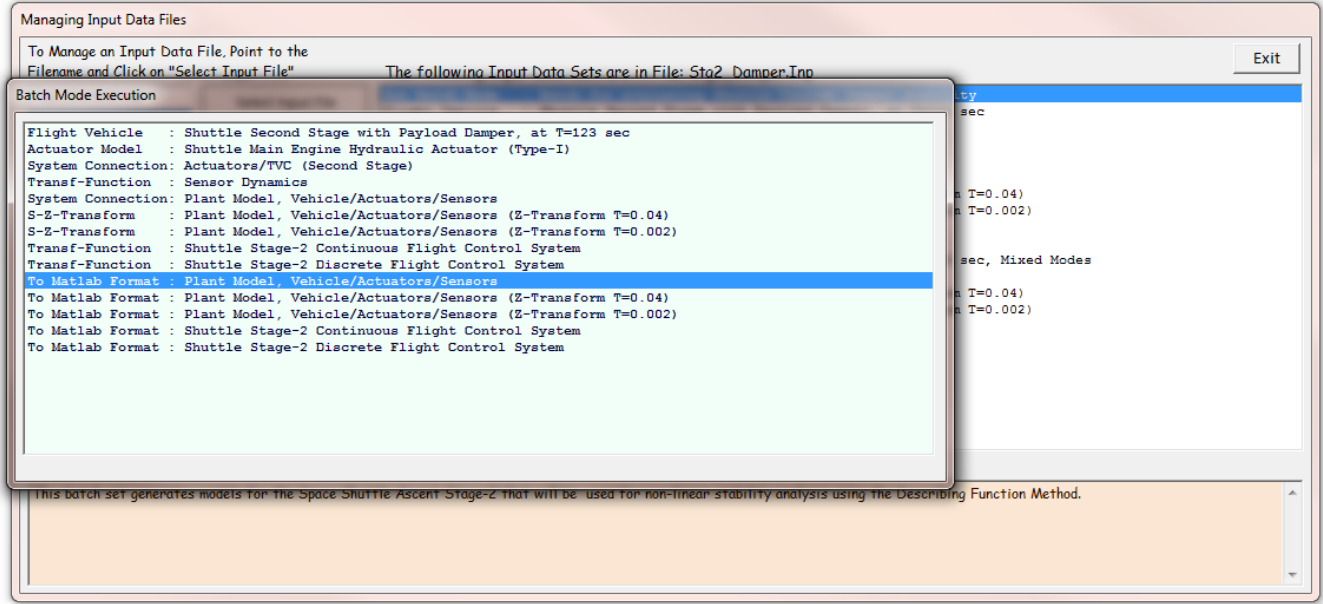 Managing Input Data Files
To Manage an Input Data File, Point to the
Filename and Click on "Select Input File"
The following Input Data Sets are in File: Stg2_Damper.Inp
Exit
Batch Mode Execution
ity
sec
n T=0.04)
n T=0.002)
sec, Mixed Modes
n T=0.04)
n T=0.002)
Flight Vehicle : Shuttle Second Stage with Payload Damper, at T=123 sec
Actuator Model : Shuttle Main Engine Hydraulic Actuator (Type-I)
System Connection: Actuators/TVC (Second Stage)
Transf-Function : Sensor Dynamics
System Connection: Plant Model, Vehicle/Actuators/Sensors
S-Z-Transform : Plant Model, Vehicle/Actuators/Sensors (Z-Transform T=0.04)
S-Z-Transform : Plant Model, Vehicle/Actuators/Sensors (Z-Transform T=0.002)
Transf-Function : Shuttle Stage-2 Continuous Flight Control System
Transf-Function : Shuttle Stage-2 Discrete Flight Control System
To Matlab Format : Plant Model, Vehicle/Actuators/Sensors
To Matlab Format : Plant Model, Vehicle/Actuators/Sensors (Z-Transform T=0.04)
To Matlab Format : Plant Model, Vehicle/Actuators/Sensors (Z-Transform T=0.002)
To Matlab Format : Shuttle Stage-2 Continuous Flight Control System
To Matlab Format : Shuttle Stage-2 Discrete Flight Control System
This batch set generates models for the Space Shuttle Ascent Stage-2 that will be used for non-linear stability analysis using the Describing Function Method.